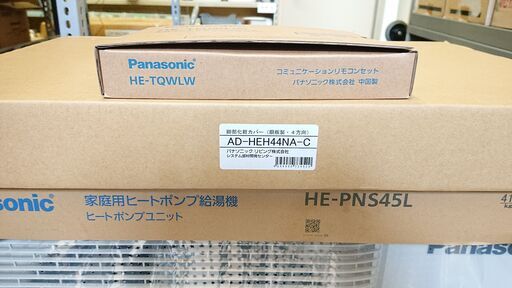 Panasonic
HE-TQWLW
コミュニケーションリモコンセット
パナソニック株式会社 中国製
脚部化粧カバー（鋼板製・４方向）
AD-HEH44NA-C
パナソニック リビング株式会社
システム部材開発センター
sonic
家庭用ヒートポンプ給湯機
ヒートポンプユニット
HE-PNS45L
41
Panasonic